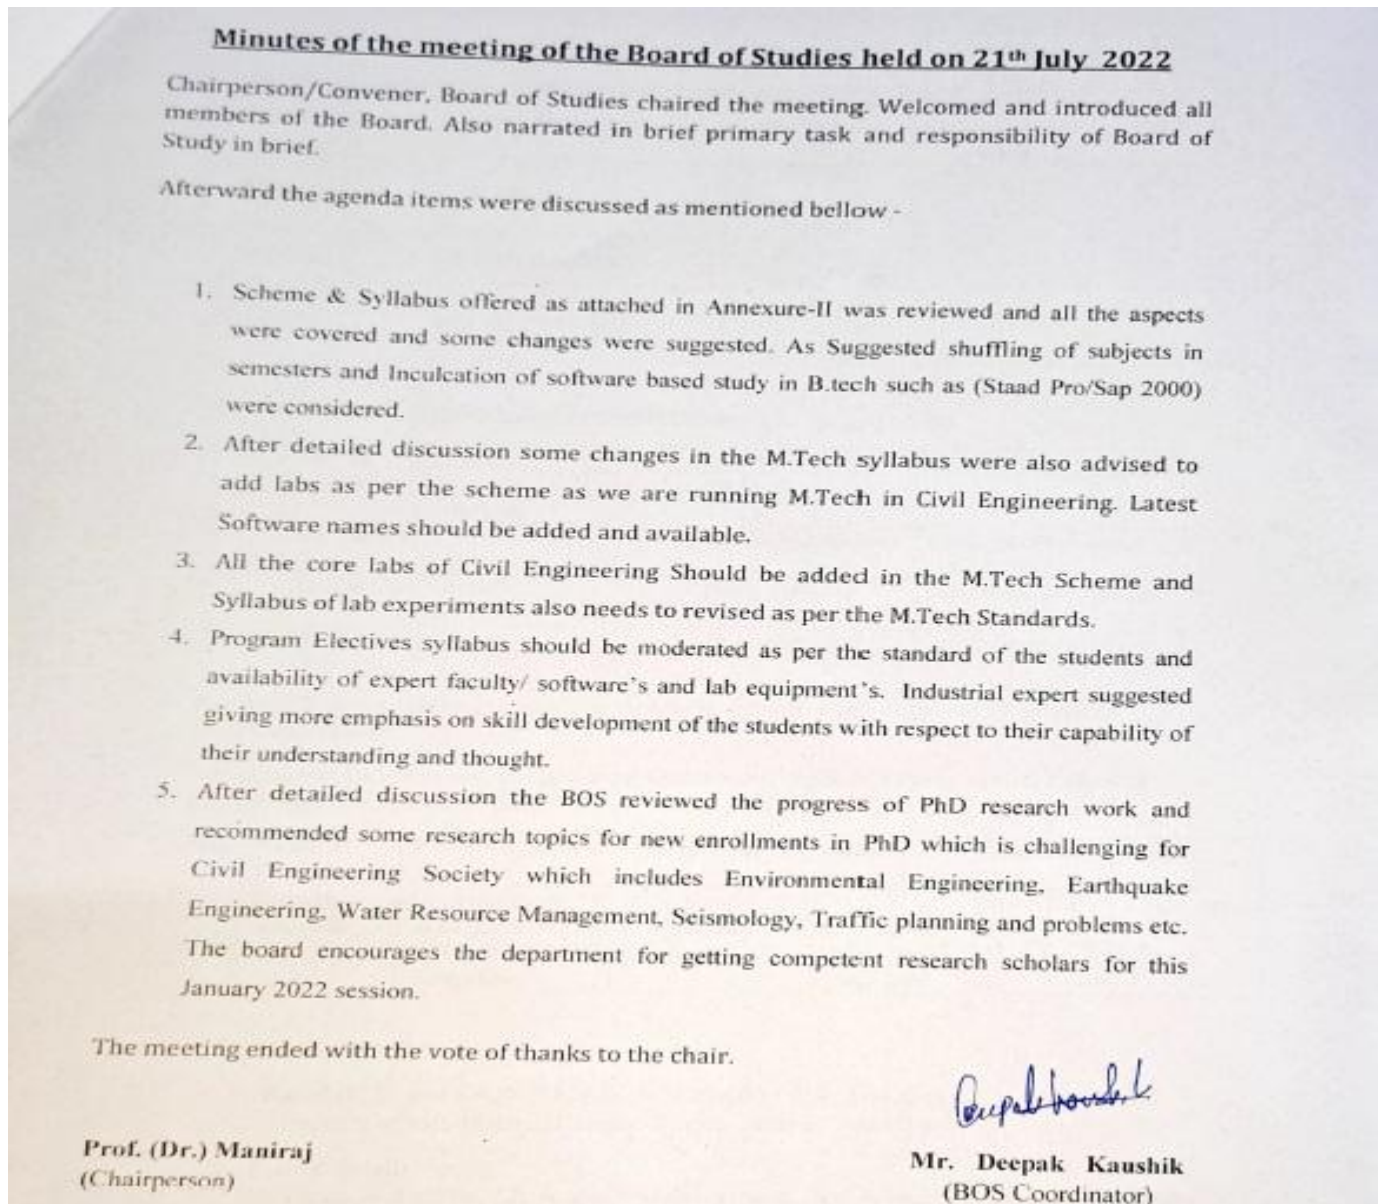 Minutes of the meeting of the Board of Studies held on 21th July 2022
Chairperson/Convener, Board of Studies chaired the meeting. Welcomed and introduced all
members of the Board. Also narrated in brief primary task and responsibility of Board of
Study in brief.
Afterward the agenda items were discussed as mentioned bellow -
1. Scheme & Syllabus offered as attached in Annexure-II was reviewed and all the aspects
were covered and some changes were suggested. As Suggested shuffling of subjects in
semesters and Inculcation of software based study in B.tech such as (Staad Pro/Sap 2000)
were considered.
2. After detailed discussion some changes in the M.Tech syllabus were also advised to
add labs as per the scheme as we are running M.Tech in Civil Engineering. Latest
Software names should be added and available.
3. All the core labs of Civil Engineering Should be added in the M.Tech Scheme and
Syllabus of lab experiments also needs to revised as per the M.Tech Standards.
4. Program Electives syllabus should be moderated as per the standard of the students and
availability of expert faculty/ software's and lab equipment's. Industrial expert suggested
giving more emphasis on skill development of the students with respect to their capability of
their understanding and thought.
5. After detailed discussion the BOS reviewed the progress of PhD research work and
recommended some research topics for new enrollments in PhD which is challenging for
Civil Engineering Society which includes Environmental Engineering, Earthquake
Engineering, Water Resource Management, Seismology, Traffic planning and problems etc.
The board encourages the department for getting competent research scholars for this
January 2022 session.
The meeting ended with the vote of thanks to the chair.
Prof. (Dr.) Maniraj
(Chairperson)
Mr. Deepak Kaushik
(BOS Coordinator)